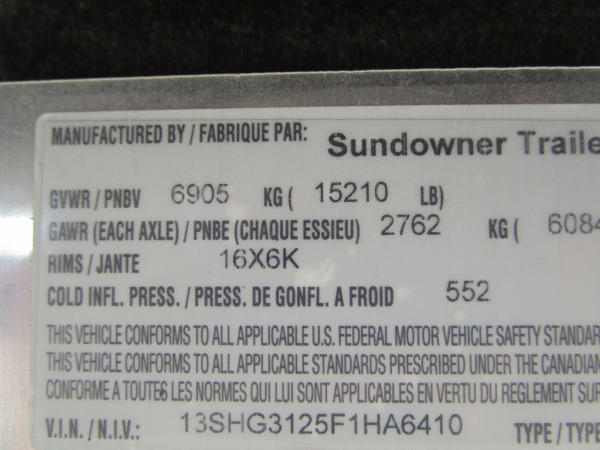 MANUFACTURED BY / FABRIQUE PAR: Sundowner Traile
GVWR / PNBV 6905 KG ( 15210 LB)
GAWR (EACH AXLE) / PNBE (CHAQUE ESSIEU) 2762 KG ( 6084
RIMS / JANTE 16X6K
COLD INFL. PRESS. / PRESS. DE GONFL. A FROID 552
THIS VEHICLE CONFORMS TO ALL APPLICABLE U.S. FEDERAL MOTOR VEHICLE SAFETY STANDAR
THIS VEHICLE CONFORMS TO ALL APPLICABLE STANDARDS PRESCRIBED UNDER THE CANADIAN
CONFORME A TOUTES LES NORMES QUI LUI SONT APPLICABLES EN VERTU DU REGLEMENT SUR
V.I.N. / N.I.V.: 13SHG3125F1HA6410 TYPE / TYPE